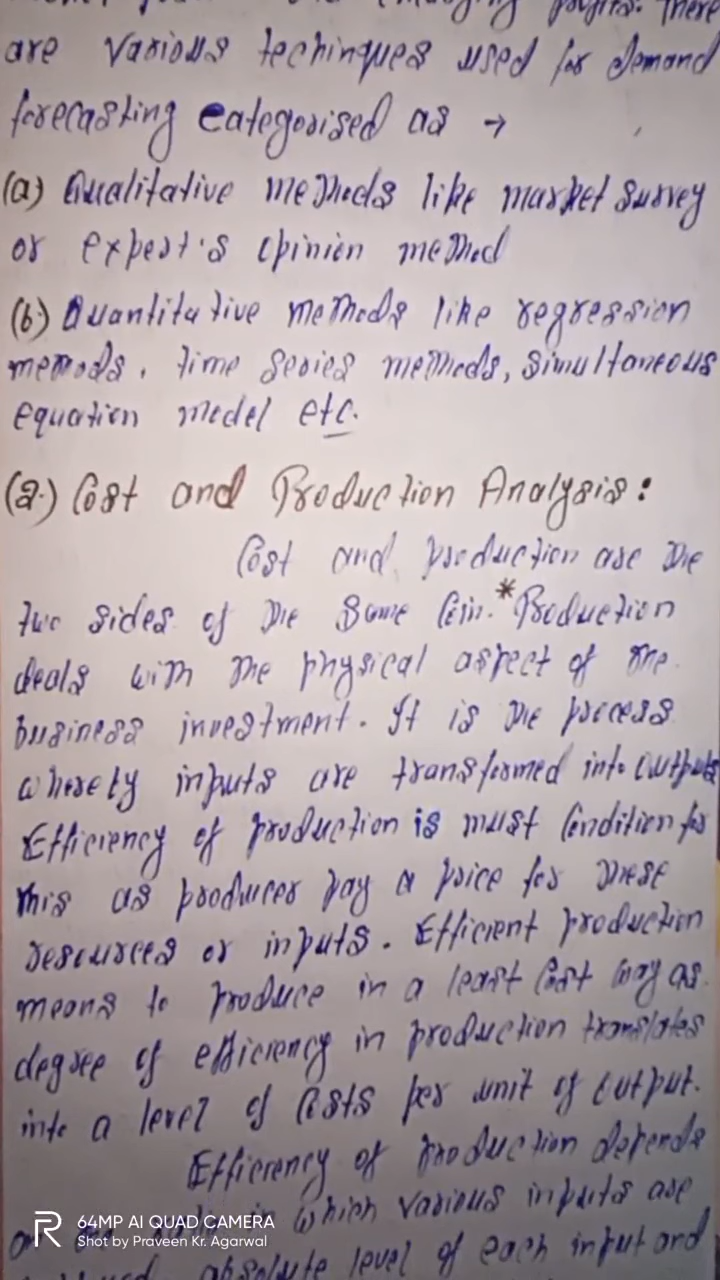 are various techinques used for demand
forecasting categorised as →
(a) Qualitative methods like market survey
or expert's opinion method
(b) Quantitative methods like regression
methods, time series methods, simultaneous
equation model etc.
(2.) Cost and Production Analysis:
Cost and production are the
two sides of the same coin. * Production
deals with the physical aspect of the
business investment. It is the process
whereby inputs are transformed into outputs
Efficiency of production is must condition for
this as producer pay a price for these
resources or inputs. Efficient production
means to produce in a least cost way as
degree of efficiency in production translates
into a level of costs per unit of output.
Efficiency of production depends
in which various inputs are
absolute level of each input and
64MP AI QUAD CAMERA
Shot by Praveen Kr. Agarwal